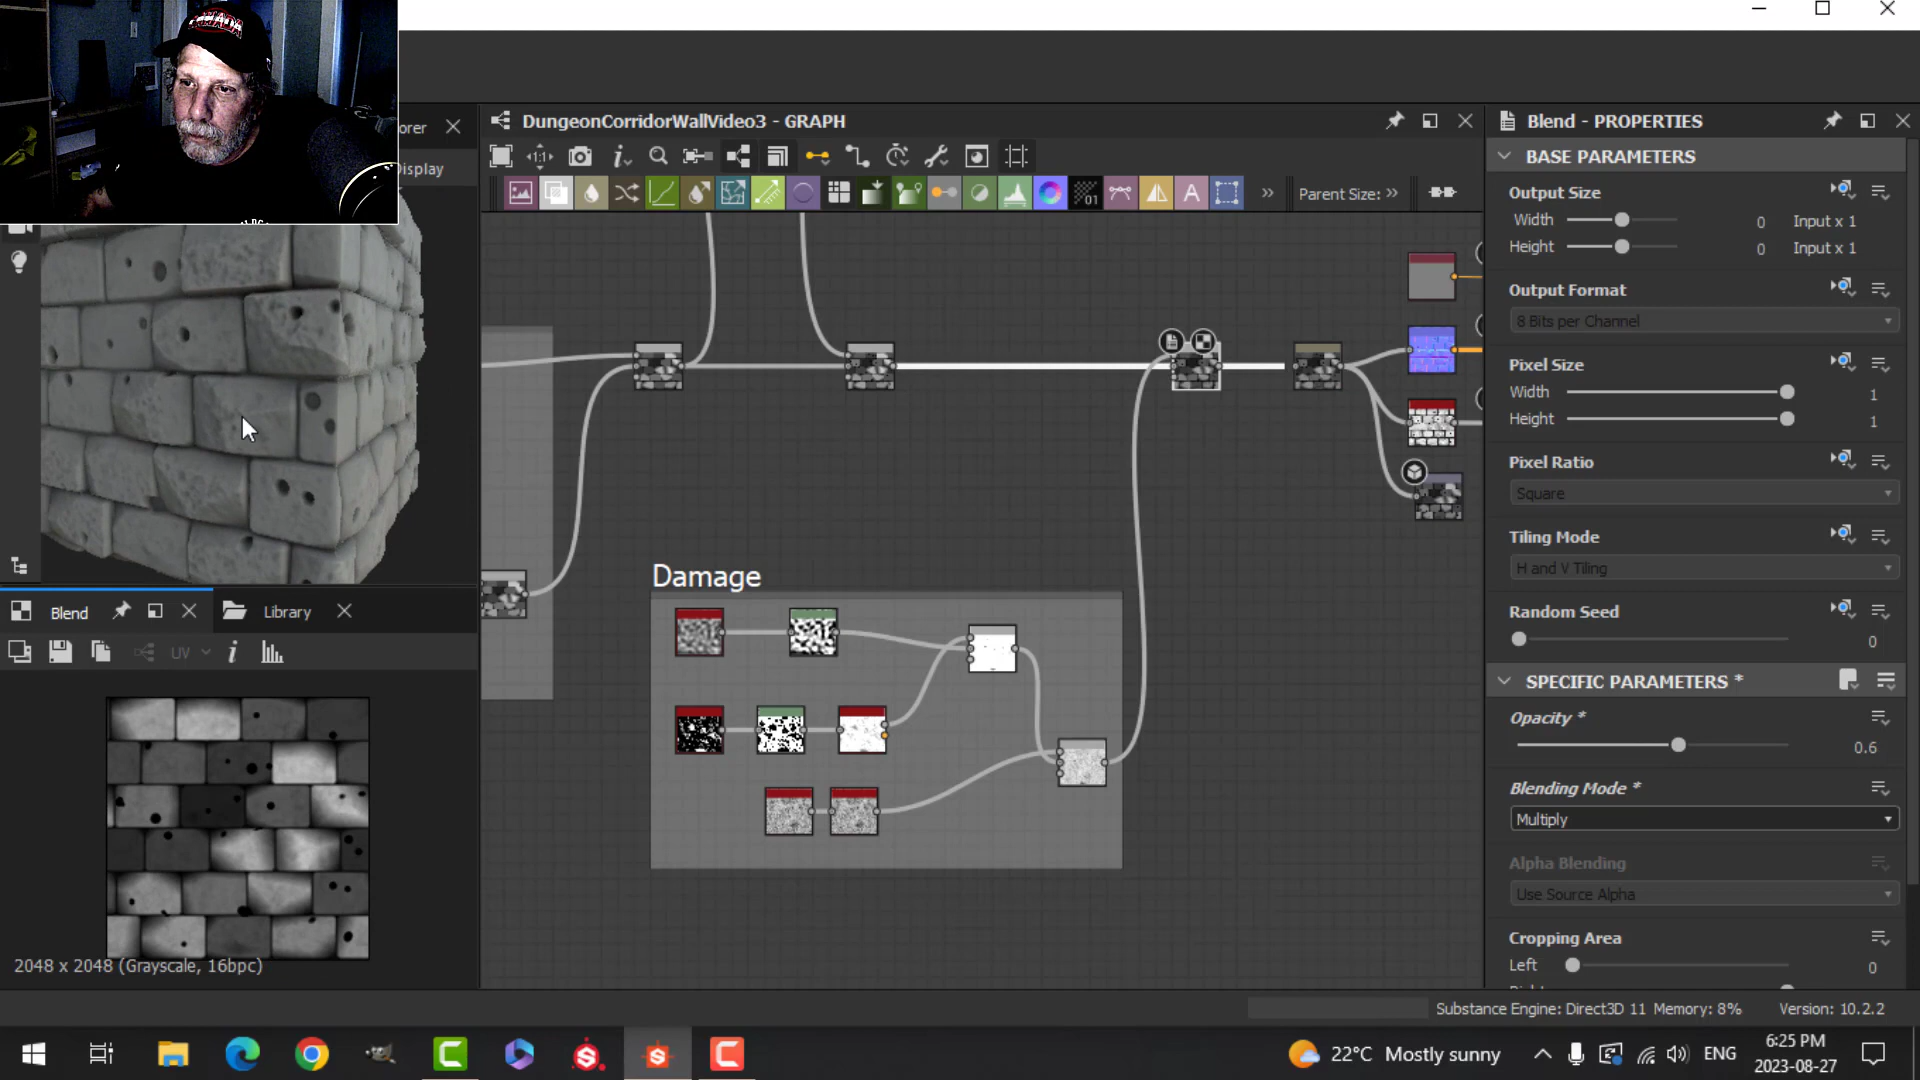 CANADA
orer
Display
DungeonCorridorWallVideo3 - GRAPH
Parent Size:
Damage
Blend
Library
UV
2048 x 2048 (Grayscale, 16bpc)
Blend - PROPERTIES
BASE PARAMETERS
Output Size
Width 0 Input x 1
Height 0 Input x 1
Output Format
8 Bits per Channel
Pixel Size
Width 1
Height 1
Pixel Ratio
Square
Tiling Mode
H and V Tiling
Random Seed
0
SPECIFIC PARAMETERS *
Opacity *
0.6
Blending Mode *
Multiply
Alpha Blending
Use Source Alpha
Cropping Area
Left 0
Substance Engine: Direct3D 11 Memory: 8% Version: 10.2.2
22°C Mostly sunny
ENG
6:25 PM
2023-08-27